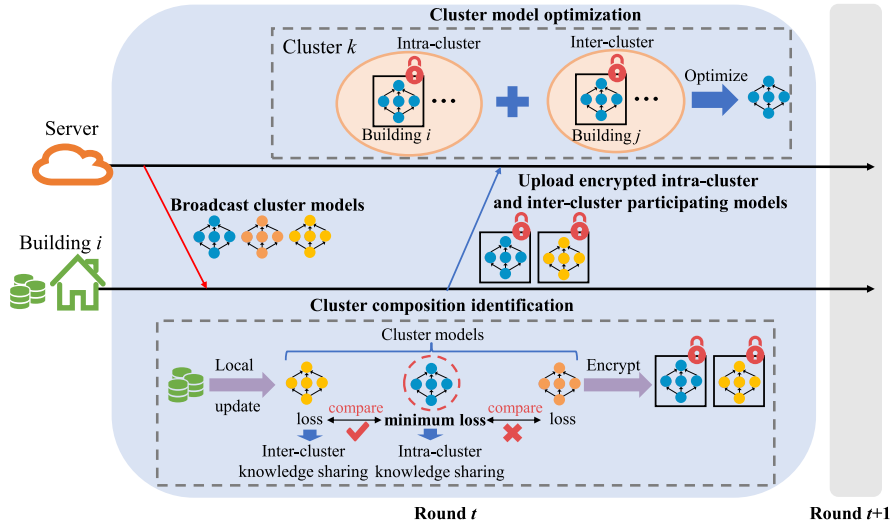 Cluster model optimization
Cluster k
Intra-cluster
Inter-cluster
Building i
Building j
Optimize
Server
Broadcast cluster models
Upload encrypted intra-cluster
and inter-cluster participating models
Building i
Cluster composition identification
Cluster models
Local
update
Encrypt
loss
compare
minimum loss
compare
loss
Inter-cluster
knowledge sharing
Intra-cluster
knowledge sharing
Round t
Round t+1